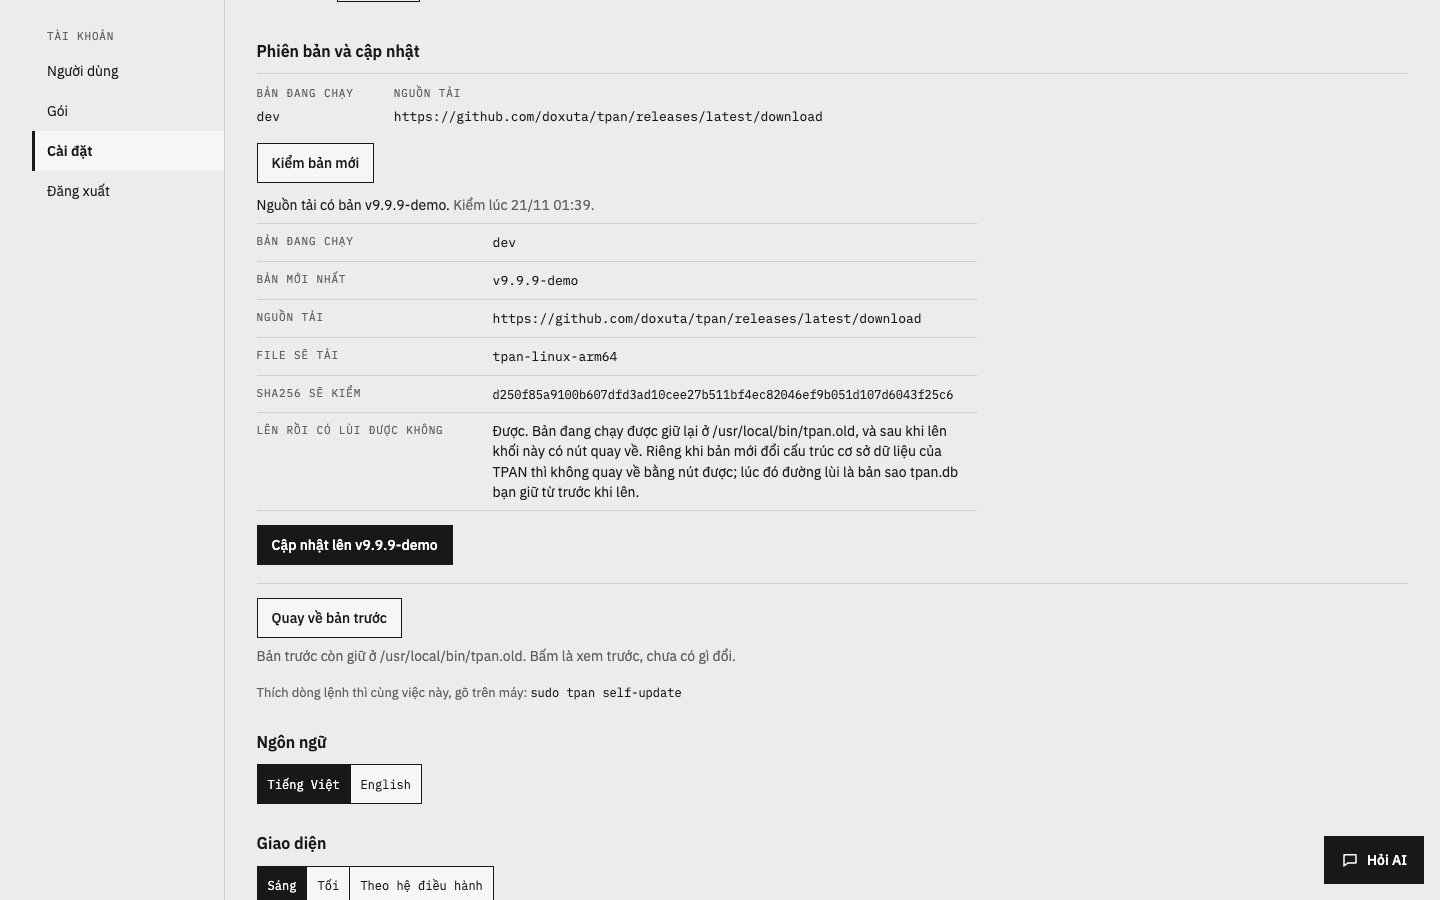 TÀI KHOẢN
Người dùng
Gói
Cài đặt
Đăng xuất
Phiên bản và cập nhật
BẢN ĐANG CHẠY
NGUỒN TẢI
dev
https://github.com/doxuta/tpan/releases/latest/download
Kiểm bản mới
Nguồn tải có bản v9.9.9-demo. Kiểm lúc 21/11 01:39.
BẢN ĐANG CHẠY
dev
BẢN MỚI NHẤT
v9.9.9-demo
NGUỒN TẢI
https://github.com/doxuta/tpan/releases/latest/download
FILE SẼ TẢI
tpan-linux-arm64
SHA256 SẼ KIỂM
d250f85a9100b607dfd3ad10cee27b511bf4ec82046ef9b051d107d6043f25c6
LÊN RỒI CÓ LÙI ĐƯỢC KHÔNG
Được. Bản đang chạy được giữ lại ở /usr/local/bin/tpan.old, và sau khi lên
khối này có nút quay về. Riêng khi bản mới đổi cấu trúc cơ sở dữ liệu của
TPAN thì không quay về bằng nút được; lúc đó đường lùi là bản sao tpan.db
bạn giữ từ trước khi lên.
Cập nhật lên v9.9.9-demo
Quay về bản trước
Bản trước còn giữ ở /usr/local/bin/tpan.old. Bấm là xem trước, chưa có gì đổi.
Thích dòng lệnh thì cùng việc này, gõ trên máy: sudo tpan self-update
Ngôn ngữ
Tiếng Việt
English
Giao diện
Sáng
Tối
Theo hệ điều hành
Hỏi AI